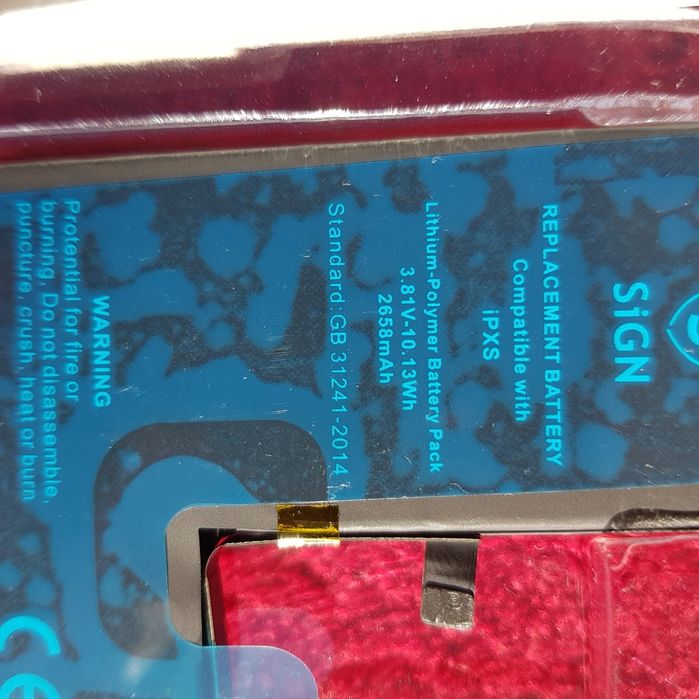 SiGN
REPLACEMENT BATTERY
Compatible with
iPXS
Lithium-Polymer Battery Pack
3.81V-10.13Wh
2658mAh
Standard: GB 31241-2014
WARNING
Protential for fire or
burning. Do not disassemble,
puncture, crush, heat or burn
CE